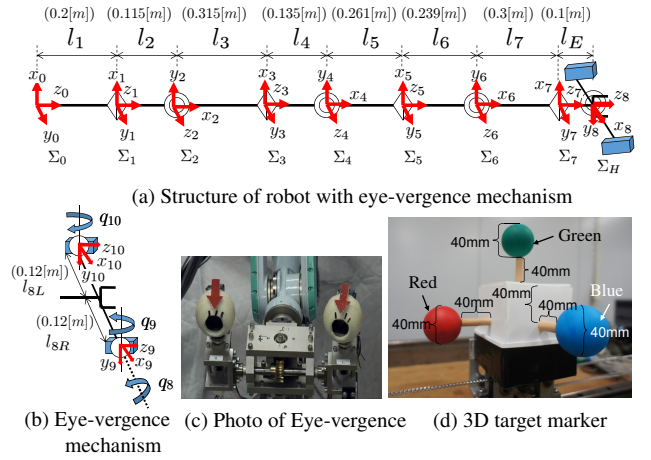 (0.2[m]) (0.115[m]) (0.315[m]) (0.135[m]) (0.261[m]) (0.239[m]) (0.3[m]) (0.1[m])
l₁ l₂ l₃ l₄ l₅ l₆ l₇ l_E
x₀ x₁ y₂ x₃ y₄ x₅ y₆ x₇
z₀ z₁ x₂ z₃ x₄ z₅ x₆ z₇ z₈
y₀ y₁ z₂ y₃ z₄ y₅ z₆ y₇ y₈ x₈
Σ₀ Σ₁ Σ₂ Σ₃ Σ₄ Σ₅ Σ₆ Σ₇ Σ_H
(a) Structure of robot with eye-vergence mechanism
q₁₀
z₁₀
x₁₀
y₁₀
(0.12[m])
l₈L
(0.12[m])
l₈R
q₉
z₉
x₉
y₉
q₈
(b) Eye-vergence
mechanism
(c) Photo of Eye-vergence
40mm
Green
40mm
Red
40mm
40mm
40mm
Blue
40mm
(d) 3D target marker